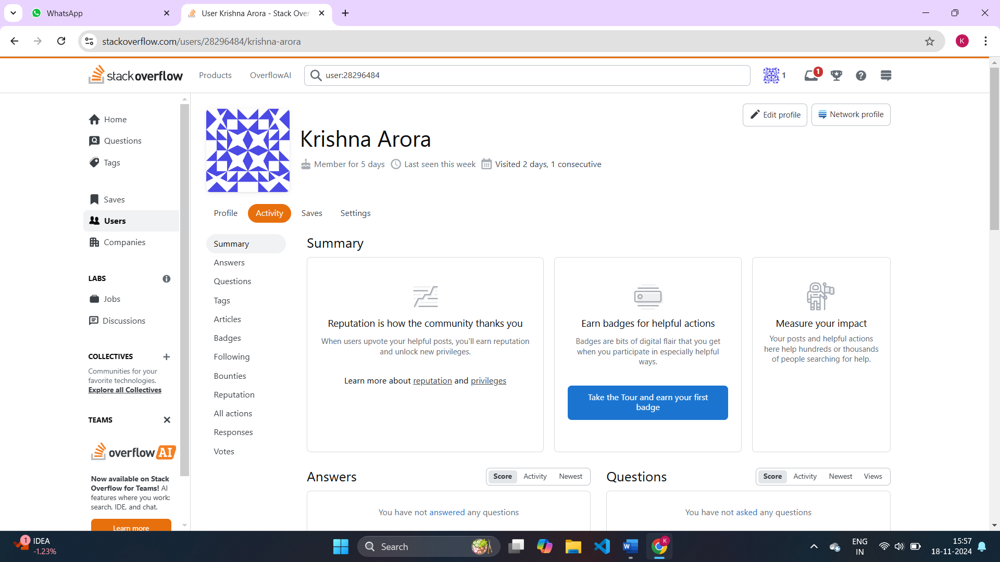 WhatsApp
User Krishna Arora - Stack Over
stackoverflow.com/users/28296484/krishna-arora
K
stackoverflow
Products
OverflowAI
user:28296484
1
1
Home
Questions
Tags
Saves
Users
Companies
LABS
Jobs
Discussions
COLLECTIVES
Communities for your
favorite technologies.
Explore all Collectives
TEAMS
overflow AI
Now available on Stack
Overflow for Teams! AI
features where you work:
search, IDE, and chat.
Learn more
Edit profile
Network profile
Krishna Arora
Member for 5 days
Last seen this week
Visited 2 days, 1 consecutive
Profile
Activity
Saves
Settings
Summary
Answers
Questions
Tags
Articles
Badges
Following
Bounties
Reputation
All actions
Responses
Votes
Summary
Reputation is how the community thanks you
When users upvote your helpful posts, you'll earn reputation
and unlock new privileges.
Learn more about reputation and privileges
Earn badges for helpful actions
Badges are bits of digital flair that you get
when you participate in especially helpful
ways.
Take the Tour and earn your first
badge
Measure your impact
Your posts and helpful actions
here help hundreds or thousands
of people searching for help.
Answers
Score
Activity
Newest
You have not answered any questions
Questions
Score
Activity
Newest
Views
You have not asked any questions
1
IDEA
-1.23%
Search
W
K
ENG
IN
15:57
18-11-2024